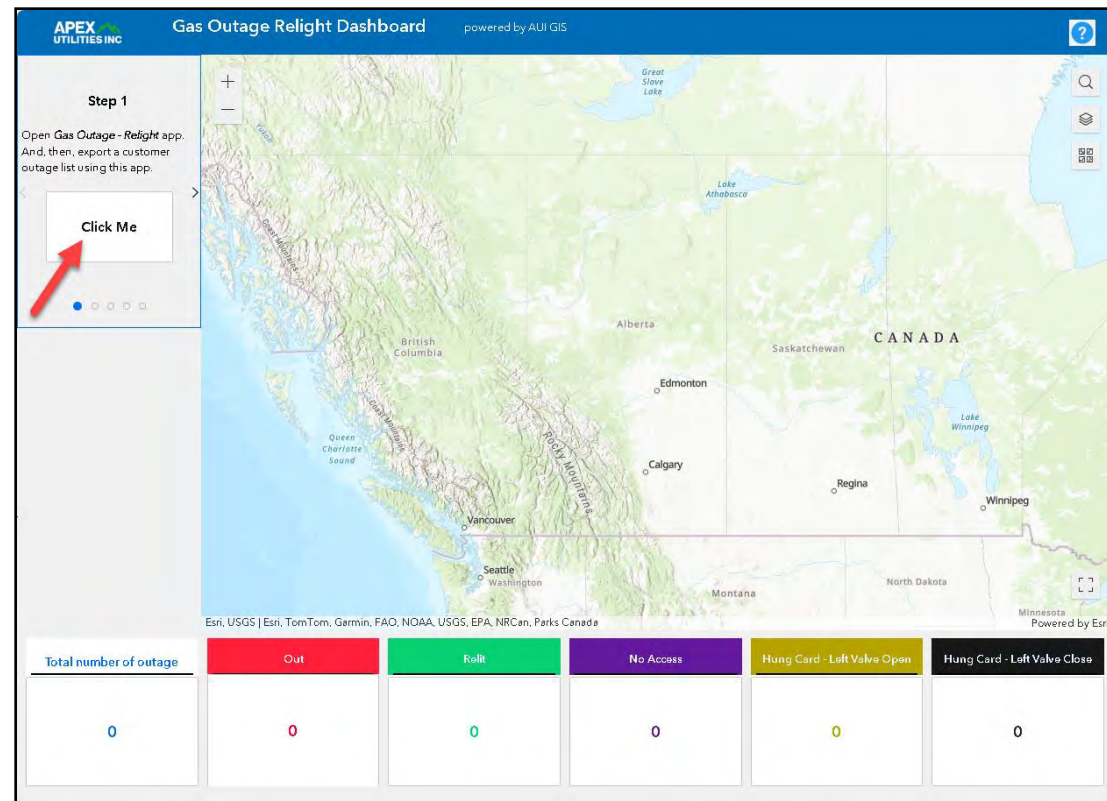 APEX
UTILITIES INC
Gas Outage Relight Dashboard
powered by AUI GIS
?
Step 1
Open Gas Outage - Relight app.
And, then, export a customer
outage list using this app.
Click Me
+
−
Great
Slave
Lake
Yukon
Lake
Athabasca
Coast Mountains
Alberta
British
Columbia
Saskatchewan
CANADA
Edmonton
Lake
Winnipeg
Coast Mountains
Queen
Charlotte
Sound
Rocky Mountains
Calgary
Regina
Winnipeg
Vancouver
Seattle
Washington
Montana
North Dakota
Minnesota
Esri, USGS | Esri, TomTom, Garmin, FAO, NOAA, USGS, EPA, NRCan, Parks Canada
Powered by Esri
Total number of outage
Out
Relit
No Access
Hung Card - Left Valve Open
Hung Card - Left Valve Close
0
0
0
0
0
0